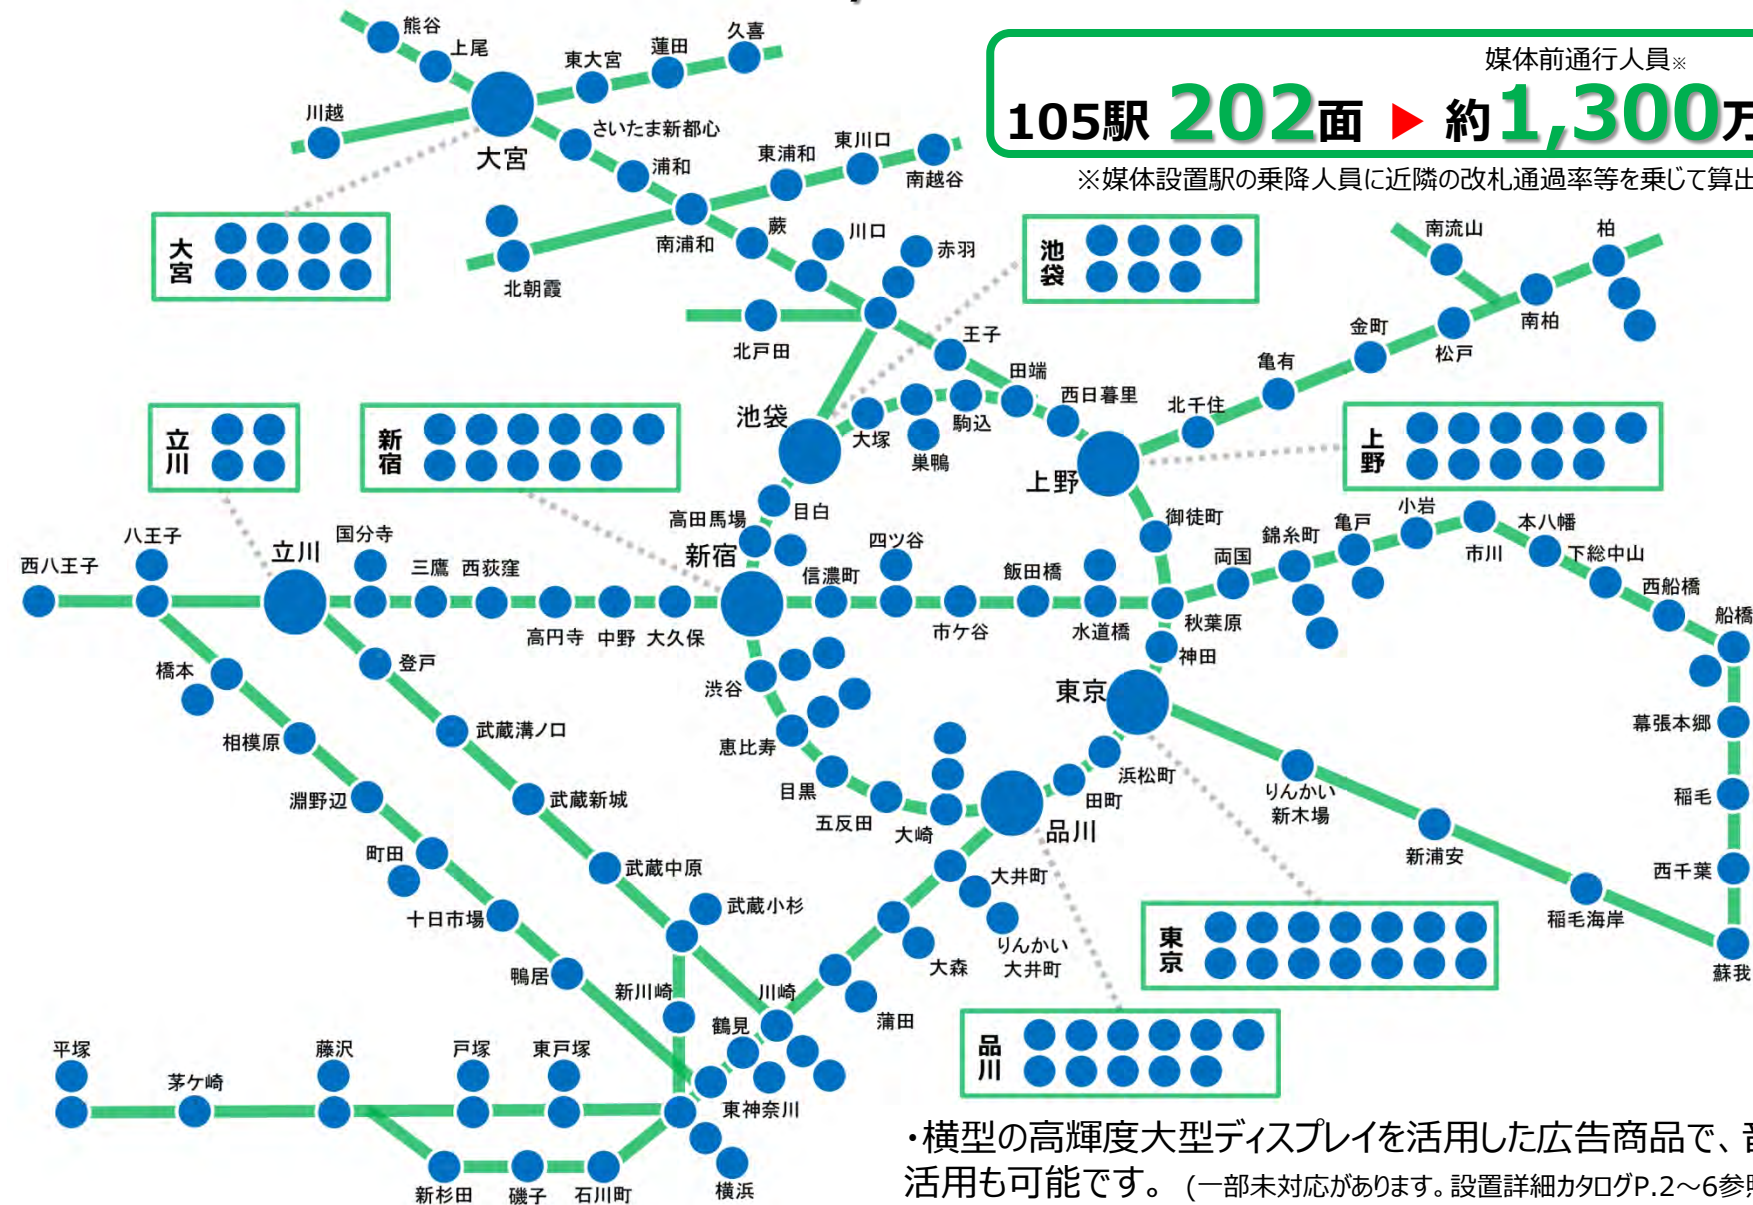 熊谷
上尾
東大宮
蓮田
久喜
川越
大宮
さいたま新都心
浦和
東浦和
東川口
南越谷
南浦和
北朝霞
蕨
川口
赤羽
北戸田
王子
田端
西日暮里
媒体前通行人員※
105駅 202面 ▶ 約1,300万
※媒体設置駅の乗降人員に近隣の改札通過率等を乗じて算出
大宮
池袋
南流山
柏
南柏
松戸
金町
亀有
北千住
立川
新宿
池袋
大塚
巣鴨
駒込
上野
上野
目白
高田馬場
新宿
御徒町
西八王子
八王子
立川
国分寺
三鷹
西荻窪
高円寺
中野
大久保
信濃町
四ツ谷
市ケ谷
飯田橋
水道橋
秋葉原
神田
両国
錦糸町
亀戸
小岩
市川
本八幡
下総中山
西船橋
船橋
幕張本郷
稲毛
西千葉
蘇我
橋本
相模原
淵野辺
町田
十日市場
鴨居
登戸
武蔵溝ノ口
武蔵新城
武蔵中原
武蔵小杉
渋谷
恵比寿
目黒
五反田
大崎
品川
田町
浜松町
東京
りんかい
新木場
新浦安
稲毛海岸
大井町
りんかい
大井町
大森
蒲田
川崎
鶴見
新川崎
東神奈川
横浜
東京
品川
平塚
茅ケ崎
藤沢
戸塚
東戸塚
新杉田
磯子
石川町
・横型の高輝度大型ディスプレイを活用した広告商品で、音
活用も可能です。 (一部未対応があります。設置詳細カタログP.2～6参照